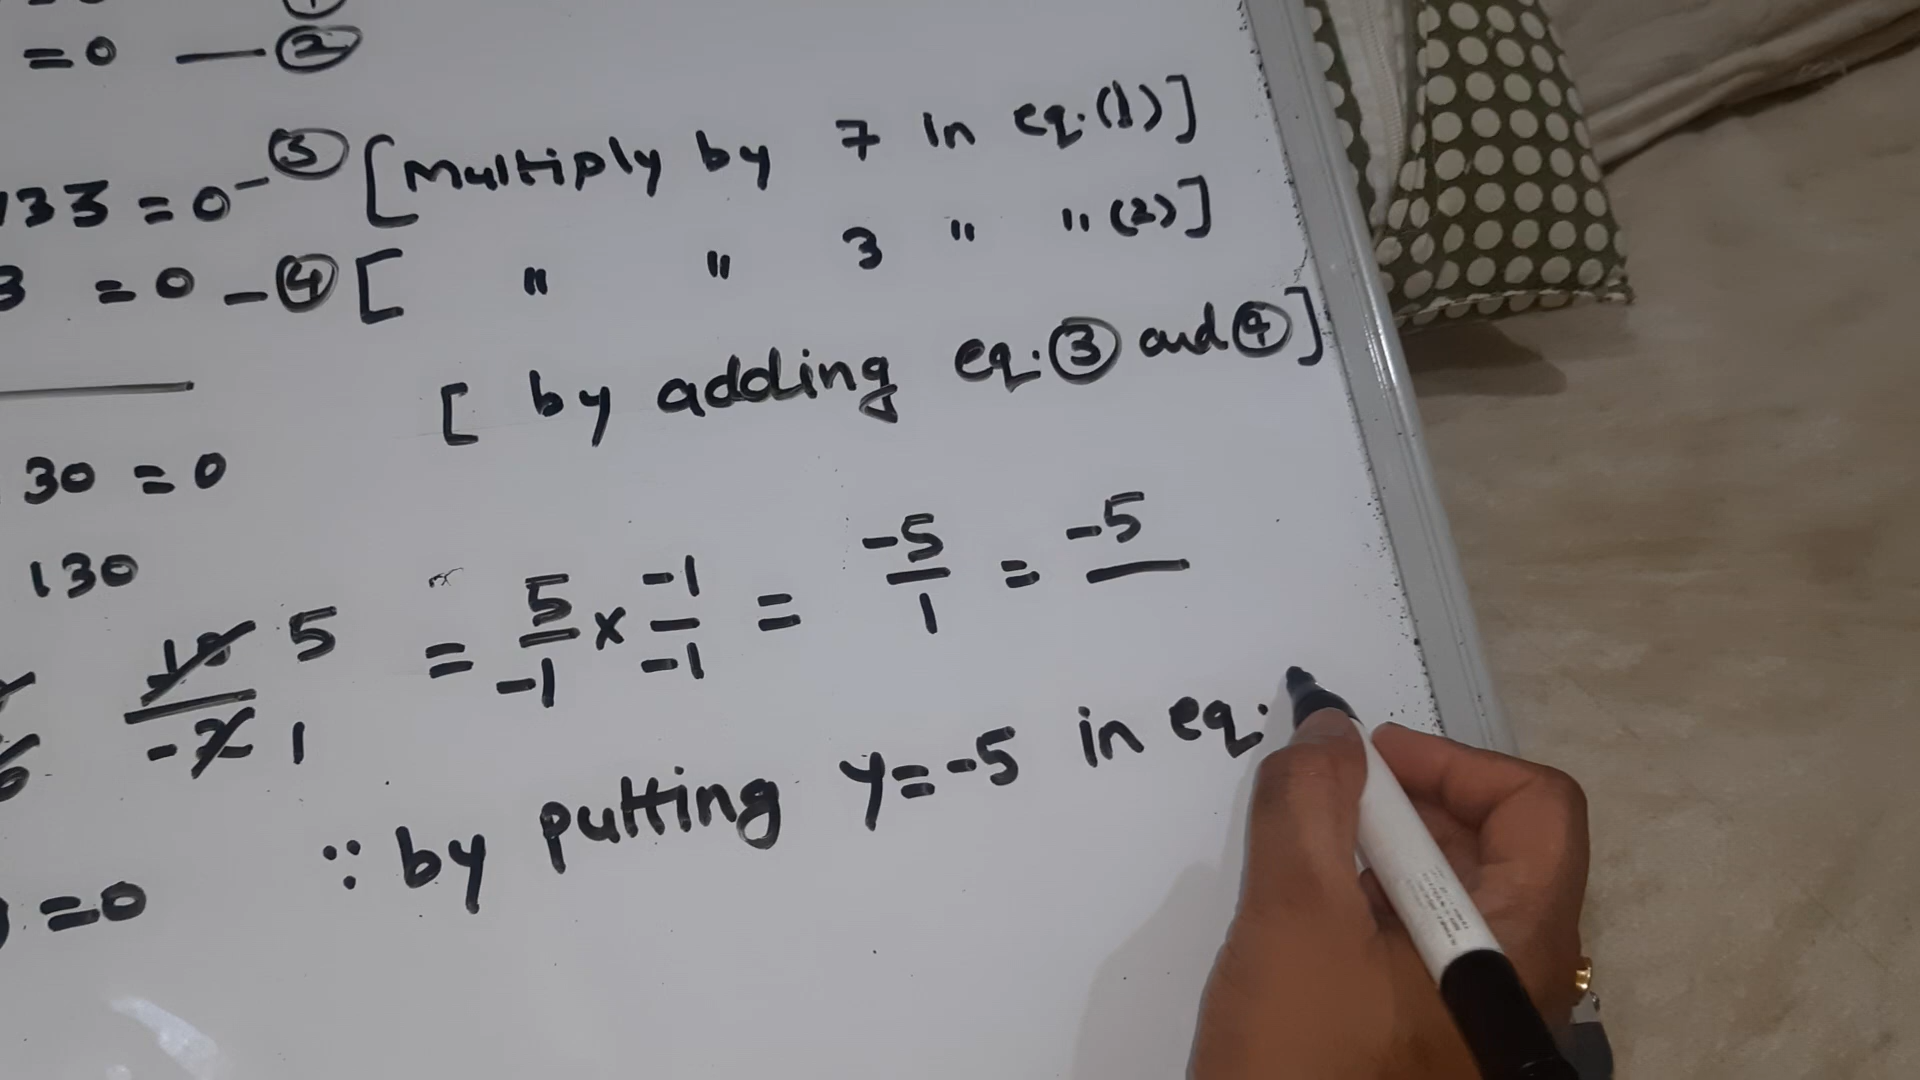 = 0 — ②
133 = 0 - ③ [Multiply by 7 in eq.(1)]
3 = 0 - ④ [ " " 3 " " (2)]
[ by adding eq. ③ and ④ ]
30 = 0
130
10 5 = 5/-1 × -1/-1 = -5/1 = -5
-2 1
∵ by putting y = -5 in eq.
= 0